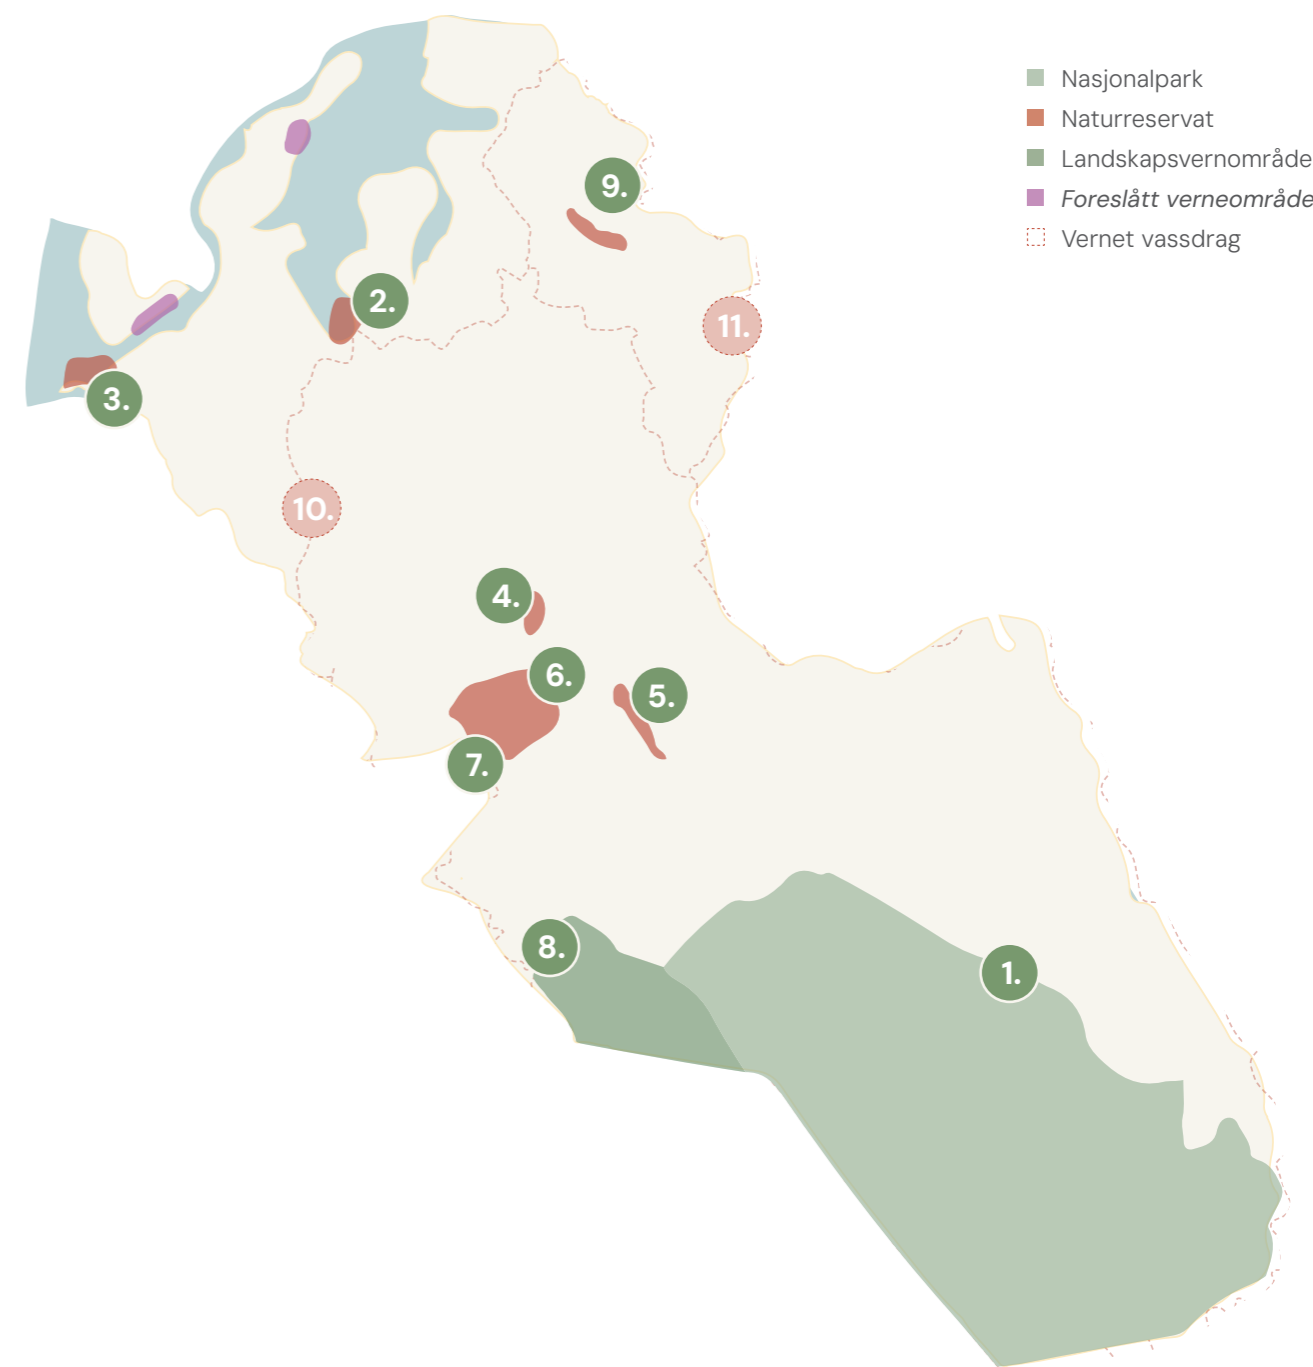 Nasjonalpark
Naturreservat
Landskapsvernområde
Foreslått verneområde
Vernet vassdrag
9.
2.
11.
3.
10.
4.
6.
5.
7.
8.
1.